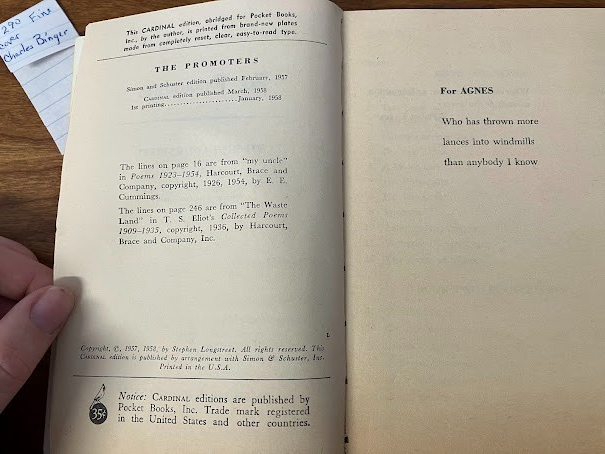 290 Fine
cover
Charles Binger
This CARDINAL edition, abridged for Pocket Books,
Inc., by the author, is printed from brand-new plates
made from completely reset, clear, easy-to-read type.
THE PROMOTERS
Simon and Schuster edition published February, 1957
CARDINAL edition published March, 1958
1st printing........................January, 1958
The lines on page 16 are from "my uncle"
in Poems 1923–1954, Harcourt, Brace and
Company, copyright, 1926, 1954, by E. E.
Cummings.
The lines on page 246 are from "The Waste
Land" in T. S. Eliot's Collected Poems
1909–1935, copyright, 1936, by Harcourt,
Brace and Company, Inc.
L
Copyright, ©, 1957, 1958, by Stephen Longstreet. All rights reserved. This
CARDINAL edition is published by arrangement with Simon & Schuster, Inc.
Printed in the U.S.A.
35¢
Notice: CARDINAL editions are published by
Pocket Books, Inc. Trade mark registered
in the United States and other countries.
For AGNES
Who has thrown more
lances into windmills
than anybody I know